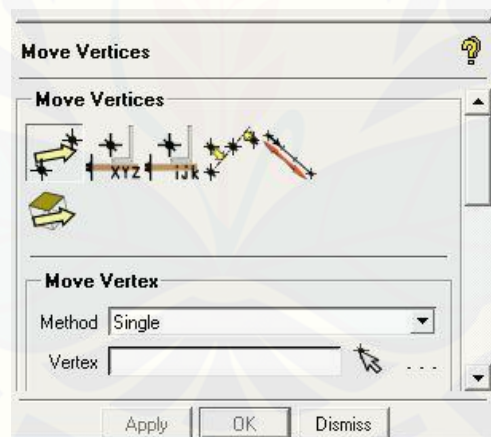 Move Vertices
Move Vertices
XYZ ijk
Move Vertex
Method Single
Vertex
. . .
Apply OK Dismiss